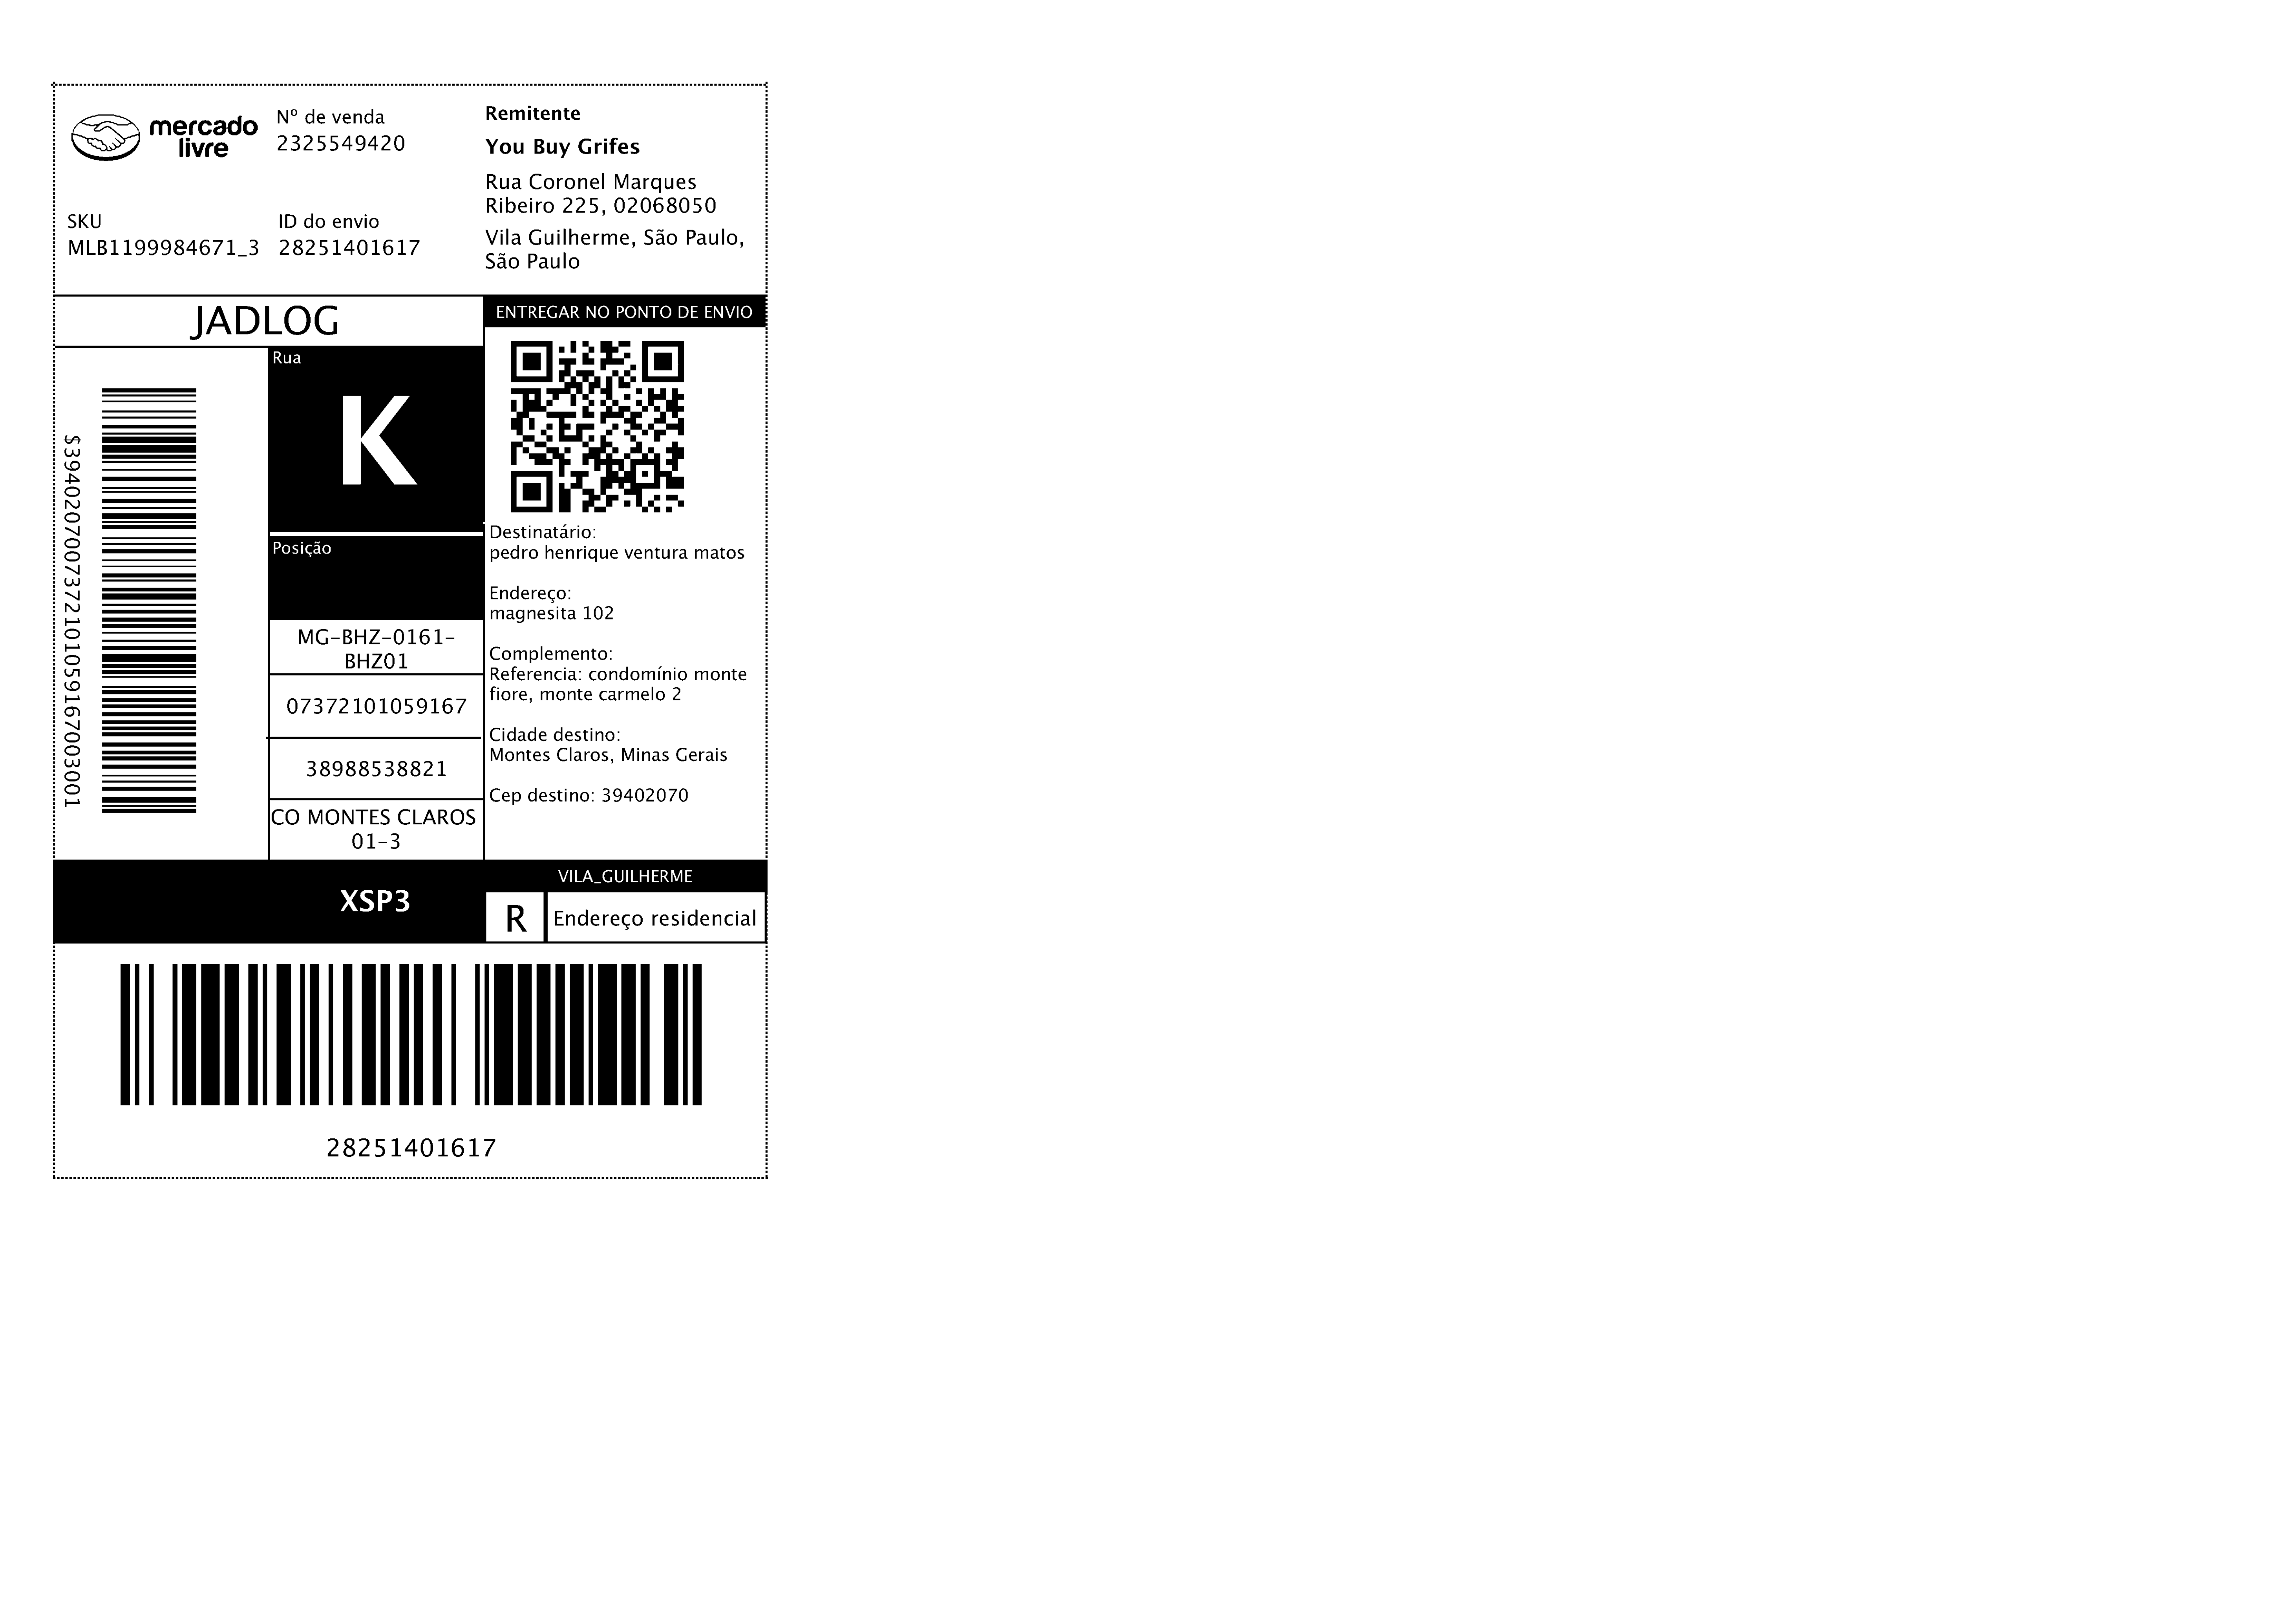 mercado
livre
Nº de venda
2325549420
SKU
MLB1199984671_3
ID do envio
28251401617
Remitente
You Buy Grifes
Rua Coronel Marques
Ribeiro 225, 02068050
Vila Guilherme, São Paulo,
São Paulo
JADLOG
ENTREGAR NO PONTO DE ENVIO
$394020700737210105916700300​1
Rua
K
Posição
MG-BHZ-0161-
BHZ01
07372101059167
38988538821
CO MONTES CLAROS
01-3
Destinatário:
pedro henrique ventura matos
Endereço:
magnesita 102
Complemento:
Referencia: condomínio monte
fiore, monte carmelo 2
Cidade destino:
Montes Claros, Minas Gerais
Cep destino: 39402070
XSP3
VILA_GUILHERME
R
Endereço residencial
28251401617